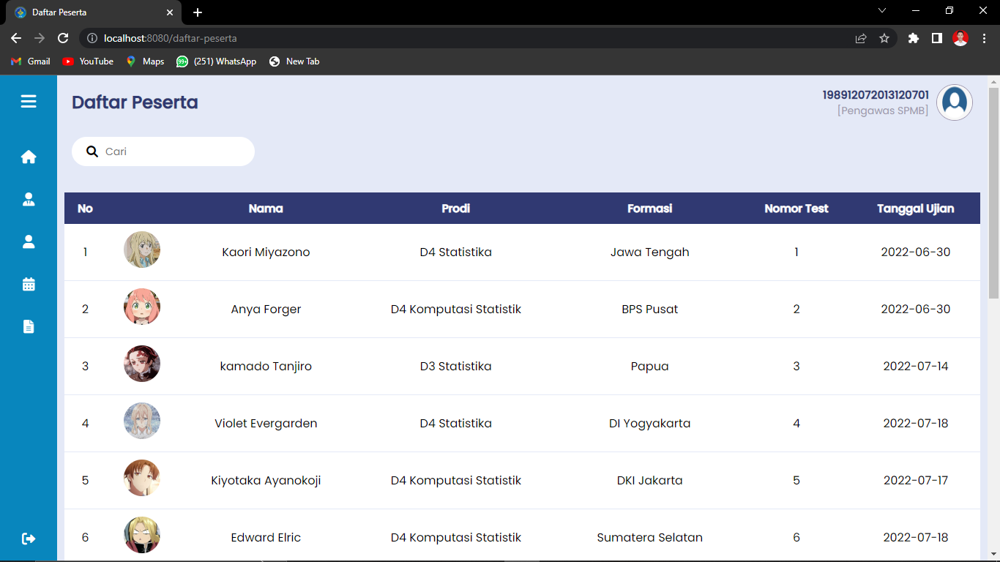 Daftar Peserta
localhost:8080/daftar-peserta
Gmail YouTube Maps 99+ (251) WhatsApp New Tab
Daftar Peserta
198912072013120701
[Pengawas SPMB]
Cari
No Nama Prodi Formasi Nomor Test Tanggal Ujian
1 Kaori Miyazono D4 Statistika Jawa Tengah 1 2022-06-30
2 Anya Forger D4 Komputasi Statistik BPS Pusat 2 2022-06-30
3 kamado Tanjiro D3 Statistika Papua 3 2022-07-14
4 Violet Evergarden D4 Statistika DI Yogyakarta 4 2022-07-18
5 Kiyotaka Ayanokoji D4 Komputasi Statistik DKI Jakarta 5 2022-07-17
6 Edward Elric D4 Komputasi Statistik Sumatera Selatan 6 2022-07-18